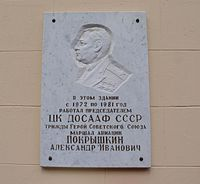 В ЭТОМ ЗДАНИИ
с 1972 по 1981 год
РАБОТАЛ ПРЕДСЕДАТЕЛЕМ
ЦК ДОСААФ СССР
ТРИЖДЫ ГЕРОЙ СОВЕТСКОГО СОЮЗА
МАРШАЛ АВИАЦИИ
ПОКРЫШКИН
АЛЕКСАНДР ИВАНОВИЧ